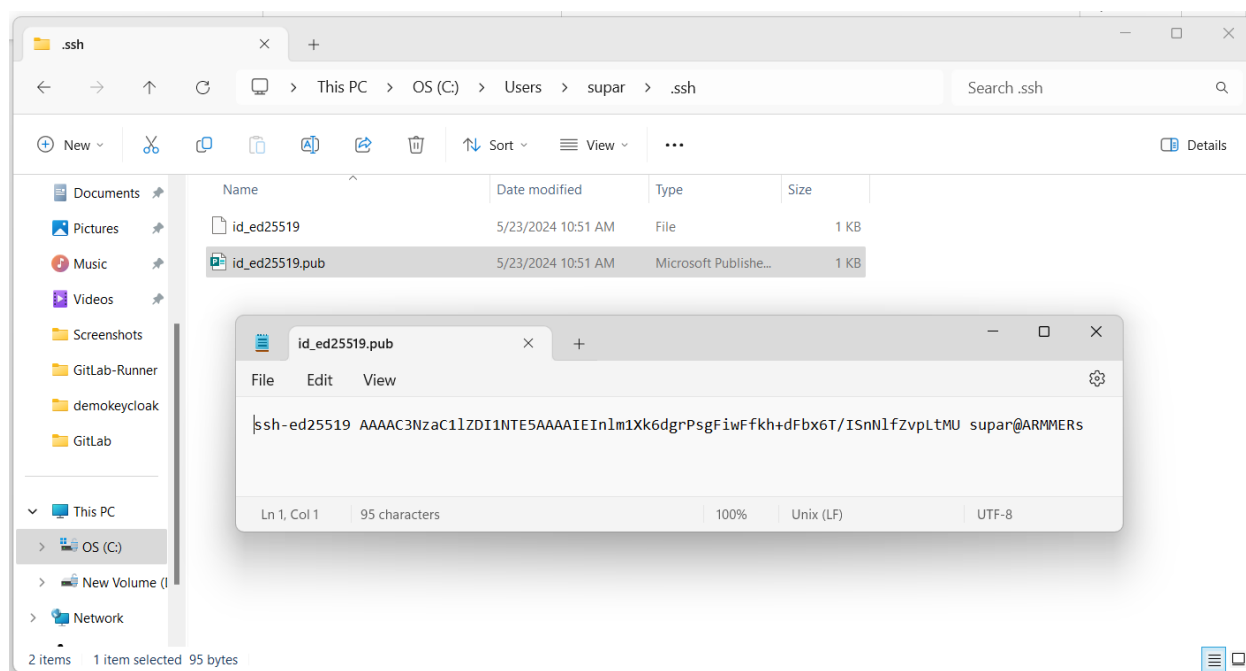 .ssh
This PC > OS (C:) > Users > supar > .ssh
Search .ssh
New
Sort
View
Details
Documents
Pictures
Music
Videos
Screenshots
GitLab-Runner
demokeycloak
GitLab
This PC
OS (C:)
New Volume (
Network
Name Date modified Type Size
id_ed25519 5/23/2024 10:51 AM File 1 KB
id_ed25519.pub 5/23/2024 10:51 AM Microsoft Publishe... 1 KB
id_ed25519.pub
File Edit View
ssh-ed25519 AAAAC3NzaC1lZDI1NTE5AAAAIEInlm1Xk6dgrPsgFiwFfkh+dFbx6T/ISnNlfZvpLtMU supar@ARMMERs
Ln 1, Col 1 95 characters 100% Unix (LF) UTF-8
2 items 1 item selected 95 bytes